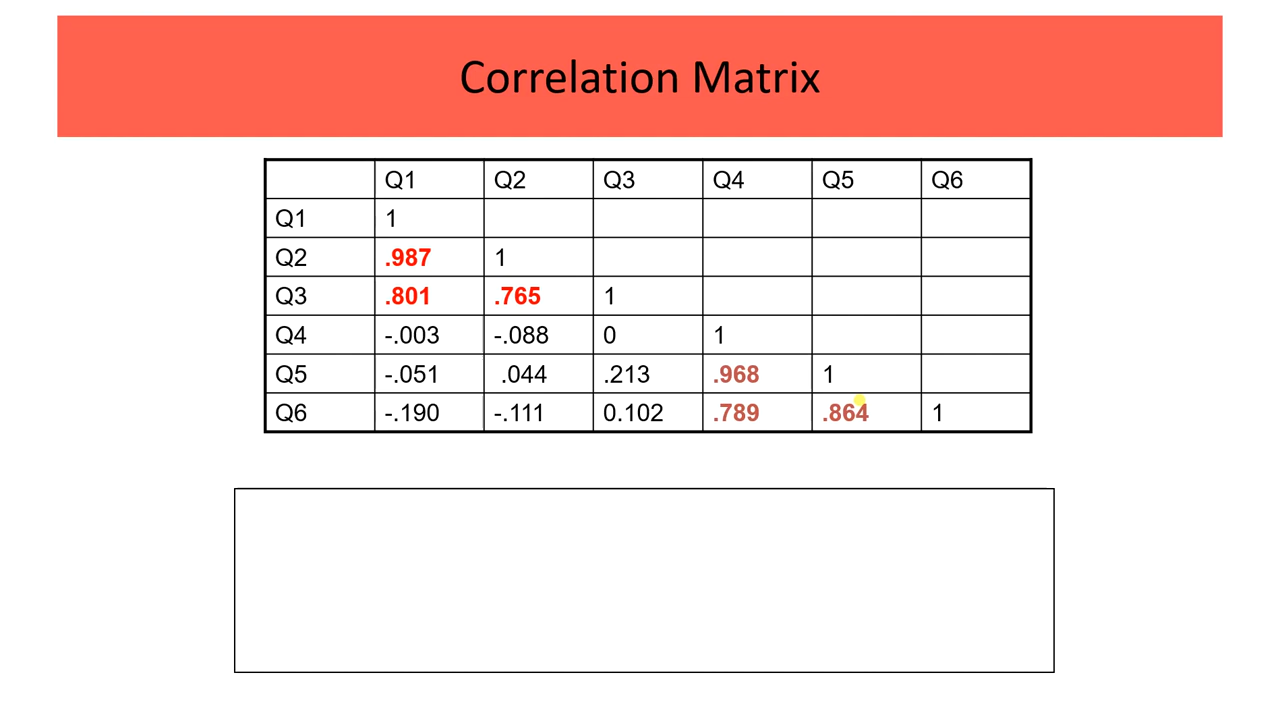 Correlation Matrix
Q1 Q2 Q3 Q4 Q5 Q6
Q1 1
Q2 .987 1
Q3 .801 .765 1
Q4 -.003 -.088 0 1
Q5 -.051 .044 .213 .968 1
Q6 -.190 -.111 0.102 .789 .864 1